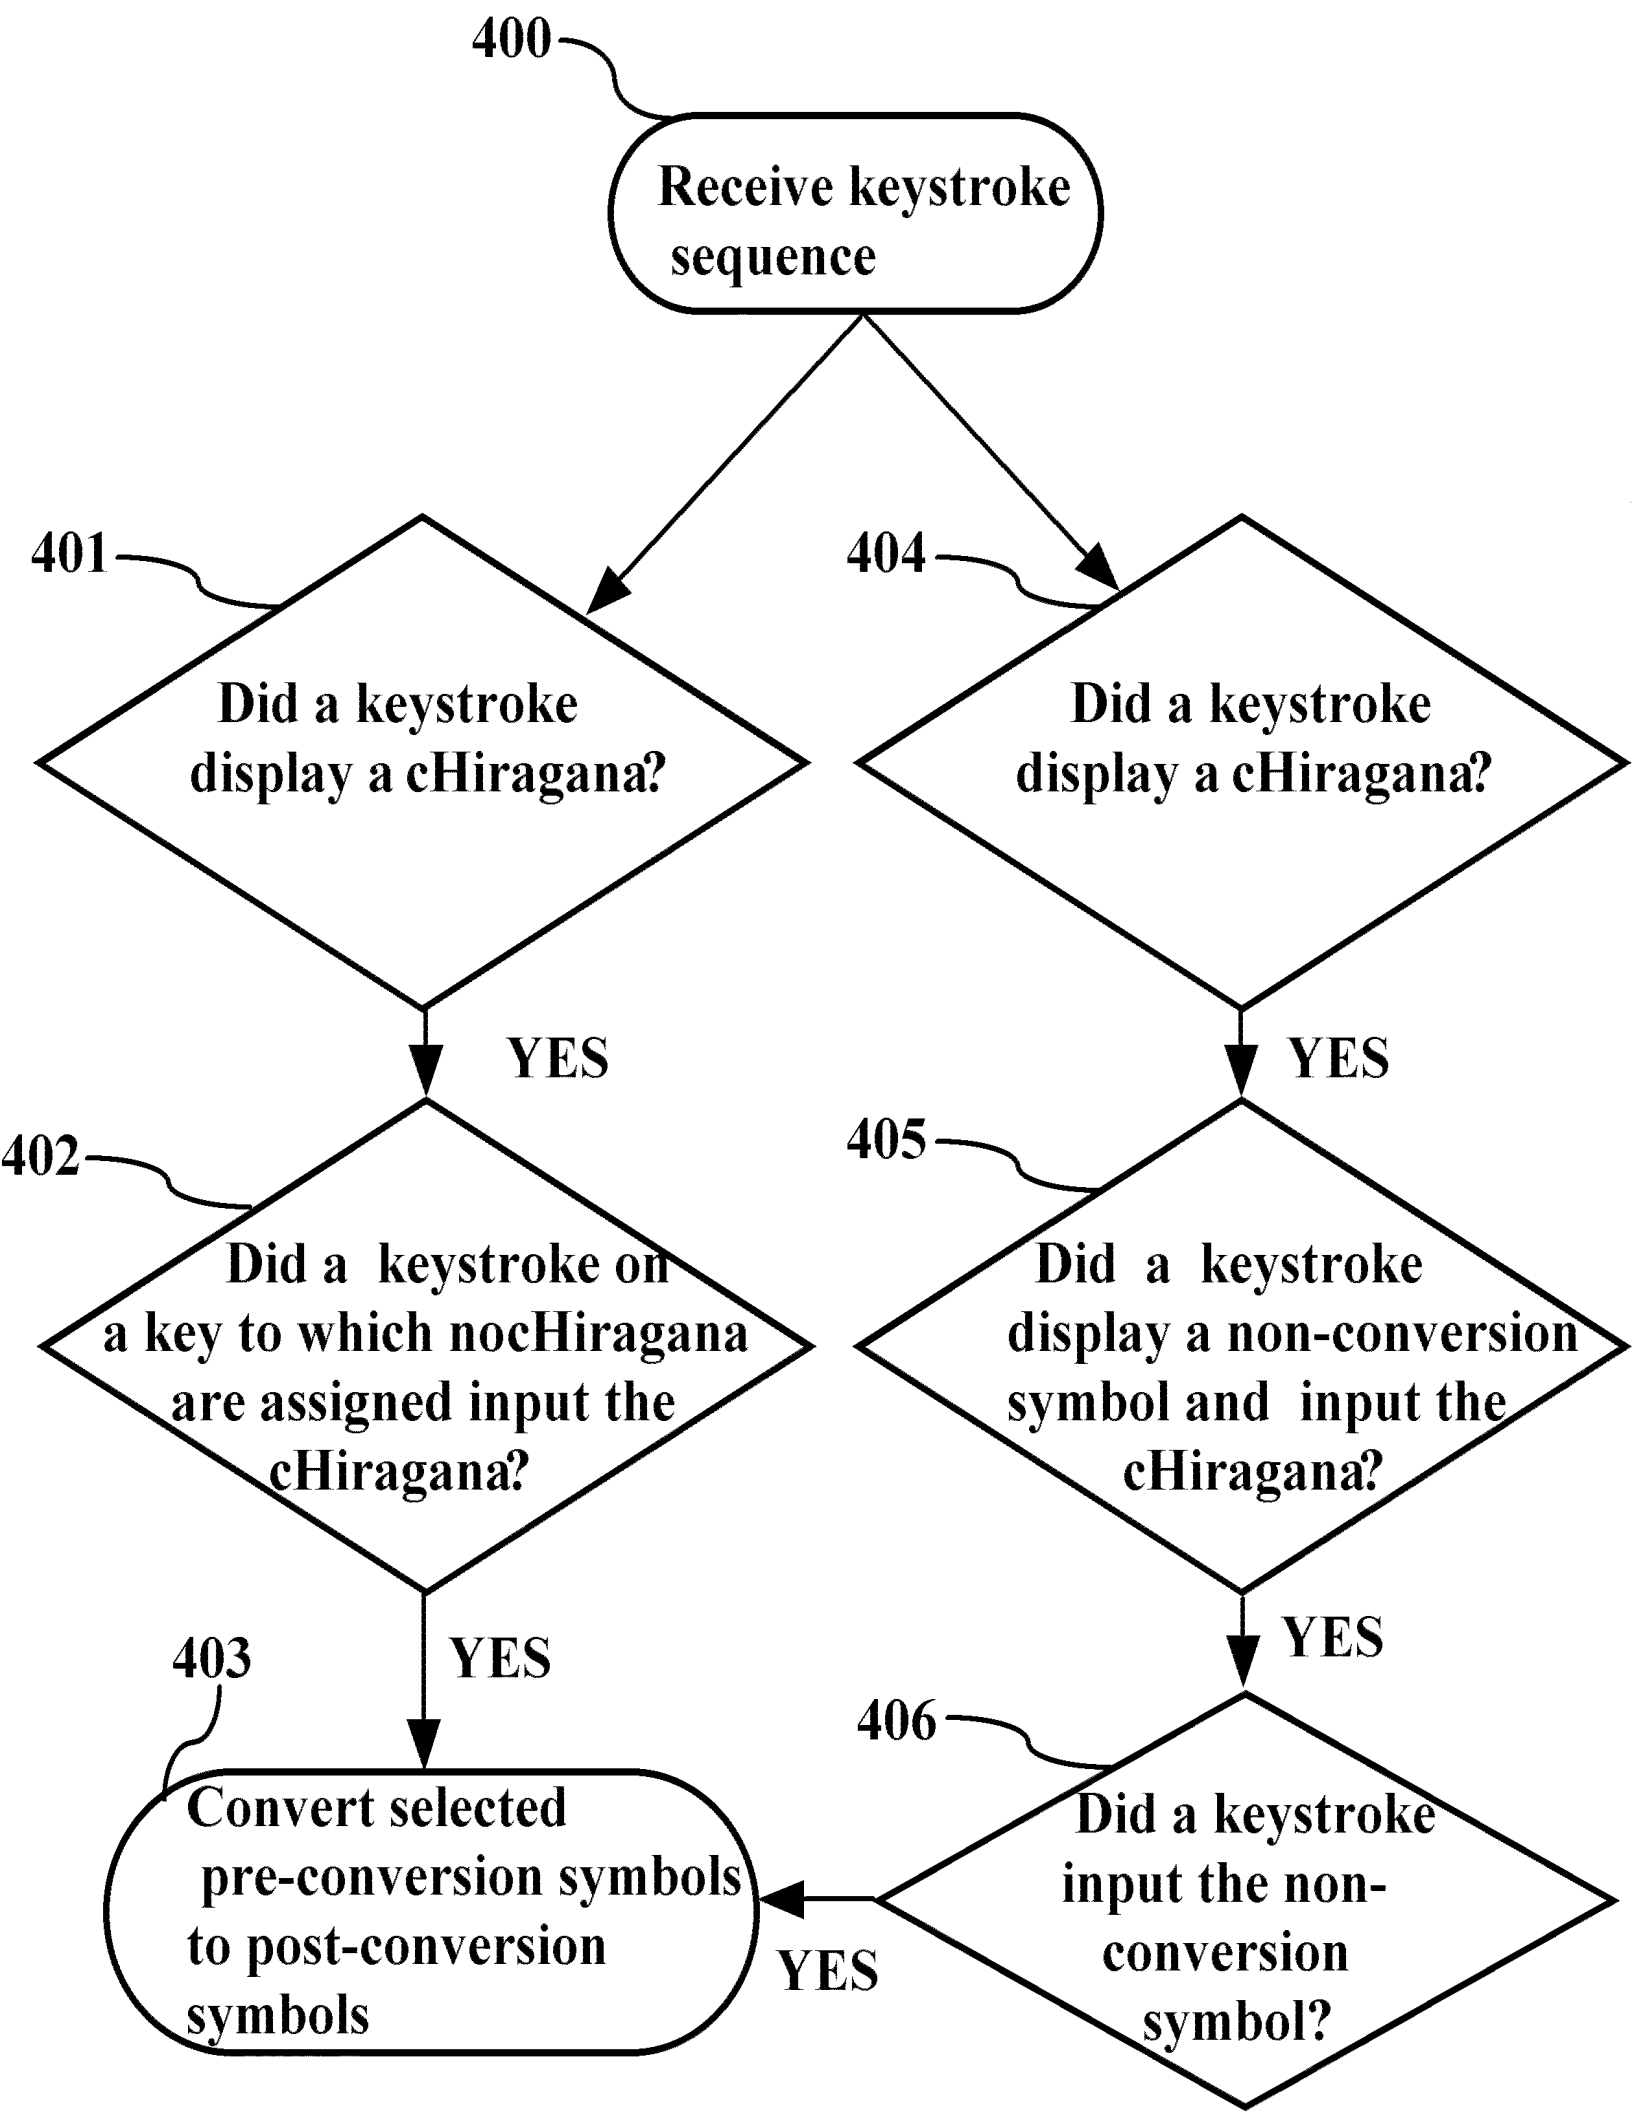 400
Receive keystroke
sequence
401
Did a keystroke
display a cHiragana?
404
Did a keystroke
display a cHiragana?
YES
YES
402
Did a keystroke on
a key to which nocHiragana
are assigned input the
cHiragana?
405
Did a keystroke
display a non-conversion
symbol and input the
cHiragana?
YES
YES
403
Convert selected
pre-conversion symbols
to post-conversion
symbols
406
Did a keystroke
input the non-
conversion
symbol?
YES